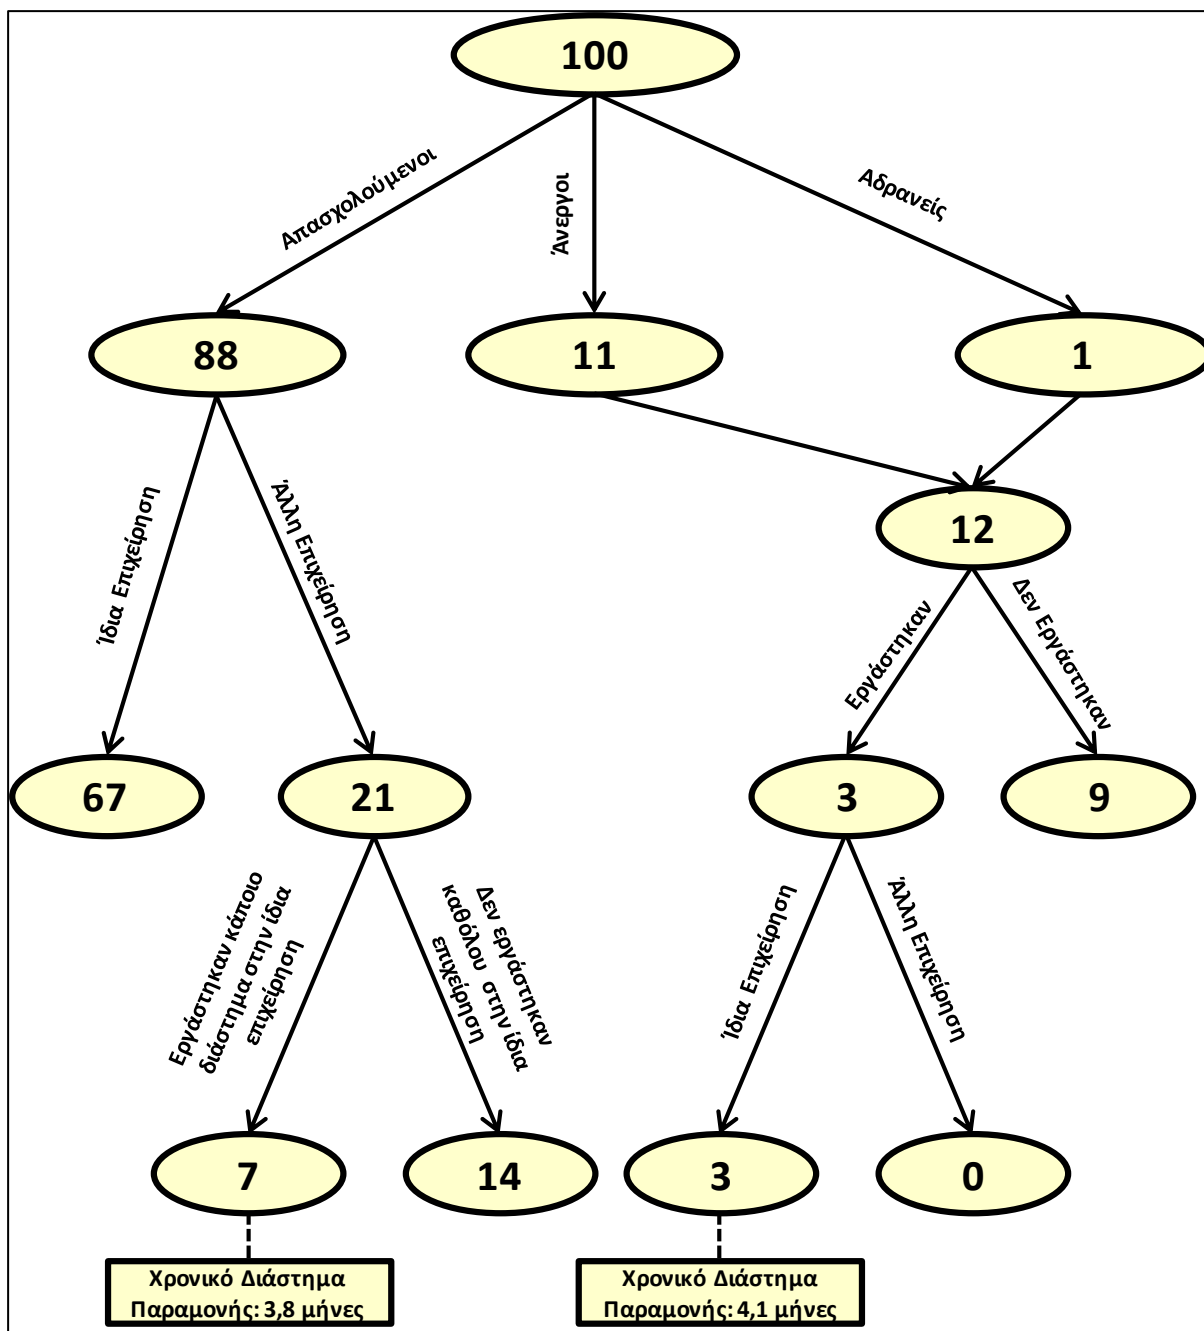 100
Απασχολούμενοι
Άνεργοι
Αδρανείς
88
11
1
12
Ίδια Επιχείρηση
Άλλη Επιχείρηση
Εργάστηκαν
Δεν Εργάστηκαν
67
21
3
9
Εργάστηκαν κάποιο
διάστημα στην ίδια
επιχείρηση
Δεν εργάστηκαν
καθόλου στην ίδια
επιχείρηση
Ίδια Επιχείρηση
Άλλη Επιχείρηση
7
14
3
0
Χρονικό Διάστημα
Παραμονής: 3,8 μήνες
Χρονικό Διάστημα
Παραμονής: 4,1 μήνες